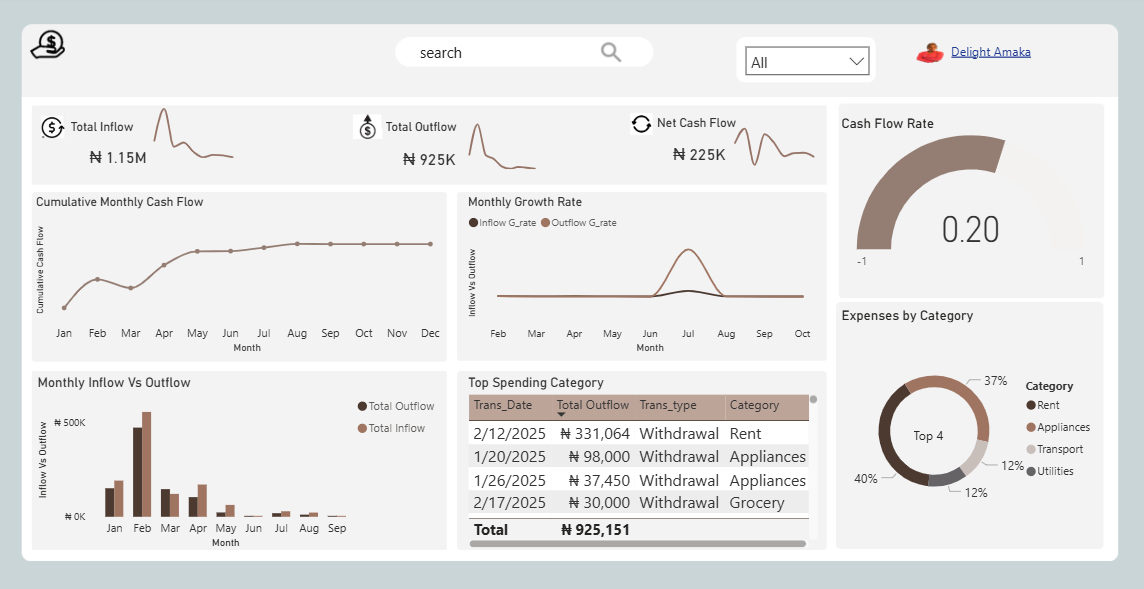 search
All
Delight Amaka
Total Inflow
₦ 1.15M
Total Outflow
₦ 925K
Net Cash Flow
₦ 225K
Cash Flow Rate
0.20
-1
1
Cumulative Monthly Cash Flow
Cumulative Cash Flow
Jan Feb Mar Apr May Jun Jul Aug Sep Oct Nov Dec
Month
Monthly Growth Rate
Inflow G_rate Outflow G_rate
Inflow Vs Outflow
Feb Mar Apr May Jun Jul Aug Sep Oct
Month
Expenses by Category
37%
12%
12%
40%
Top 4
Category
Rent
Appliances
Transport
Utilities
Monthly Inflow Vs Outflow
Total Outflow
Total Inflow
Inflow Vs Outflow
₦ 500K
₦ 0K
Jan Feb Mar Apr May Jun Jul Aug Sep
Month
Top Spending Category
Trans_Date Total Outflow Trans_type Category
2/12/2025 ₦ 331,064 Withdrawal Rent
1/20/2025 ₦ 98,000 Withdrawal Appliances
1/26/2025 ₦ 37,450 Withdrawal Appliances
2/17/2025 ₦ 30,000 Withdrawal Grocery
Total ₦ 925,151